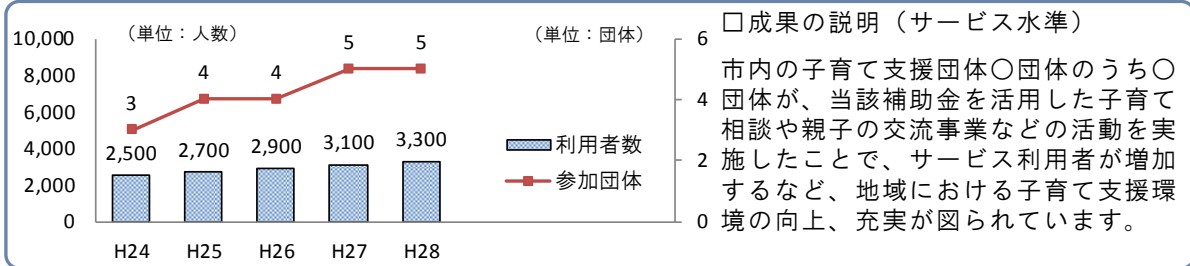 (単位：人数)
(単位：団体)
10,000
8,000
6,000
4,000
2,000
0
3
4
4
5
5
2,500
2,700
2,900
3,100
3,300
H24
H25
H26
H27
H28
利用者数
参加団体
6
4
2
0
□成果の説明（サービス水準）
市内の子育て支援団体〇団体のうち〇
団体が、当該補助金を活用した子育て
相談や親子の交流事業などの活動を実
施したことで、サービス利用者が増加
するなど、地域における子育て支援環
境の向上、充実が図られています。